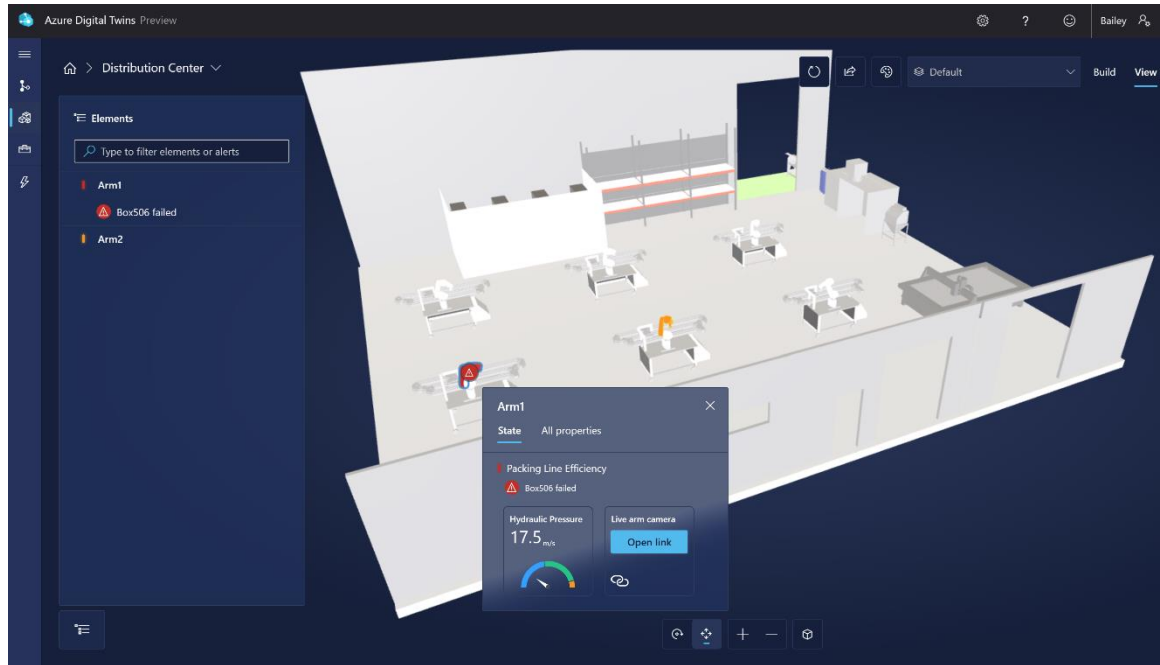 Azure Digital Twins Preview
? Bailey
Distribution Center
Default
Build View
Elements
Type to filter elements or alerts
Arm1
Box506 failed
Arm2
Arm1
State All properties
Packing Line Efficiency
Box506 failed
Hydraulic Pressure
17.5 m/s
Live arm camera
Open link